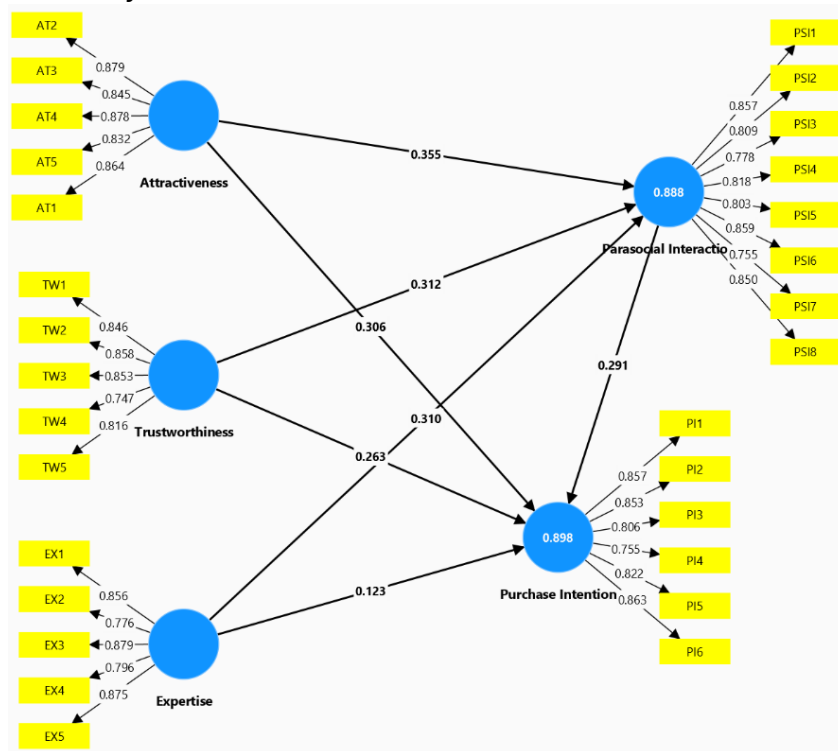 AT2
AT3
AT4
AT5
AT1
0.879
0.845
0.878
0.832
0.864
Attractiveness
TW1
TW2
TW3
TW4
TW5
0.846
0.858
0.853
0.747
0.816
Trustworthiness
EX1
EX2
EX3
EX4
EX5
0.856
0.776
0.879
0.796
0.875
Expertise
0.355
0.312
0.306
0.310
0.263
0.123
0.291
0.888
Parasocial Interactio
0.857
0.809
0.778
0.818
0.803
0.859
0.755
0.850
PSI1
PSI2
PSI3
PSI4
PSI5
PSI6
PSI7
PSI8
0.898
Purchase Intention
0.857
0.853
0.806
0.755
0.822
0.863
PI1
PI2
PI3
PI4
PI5
PI6